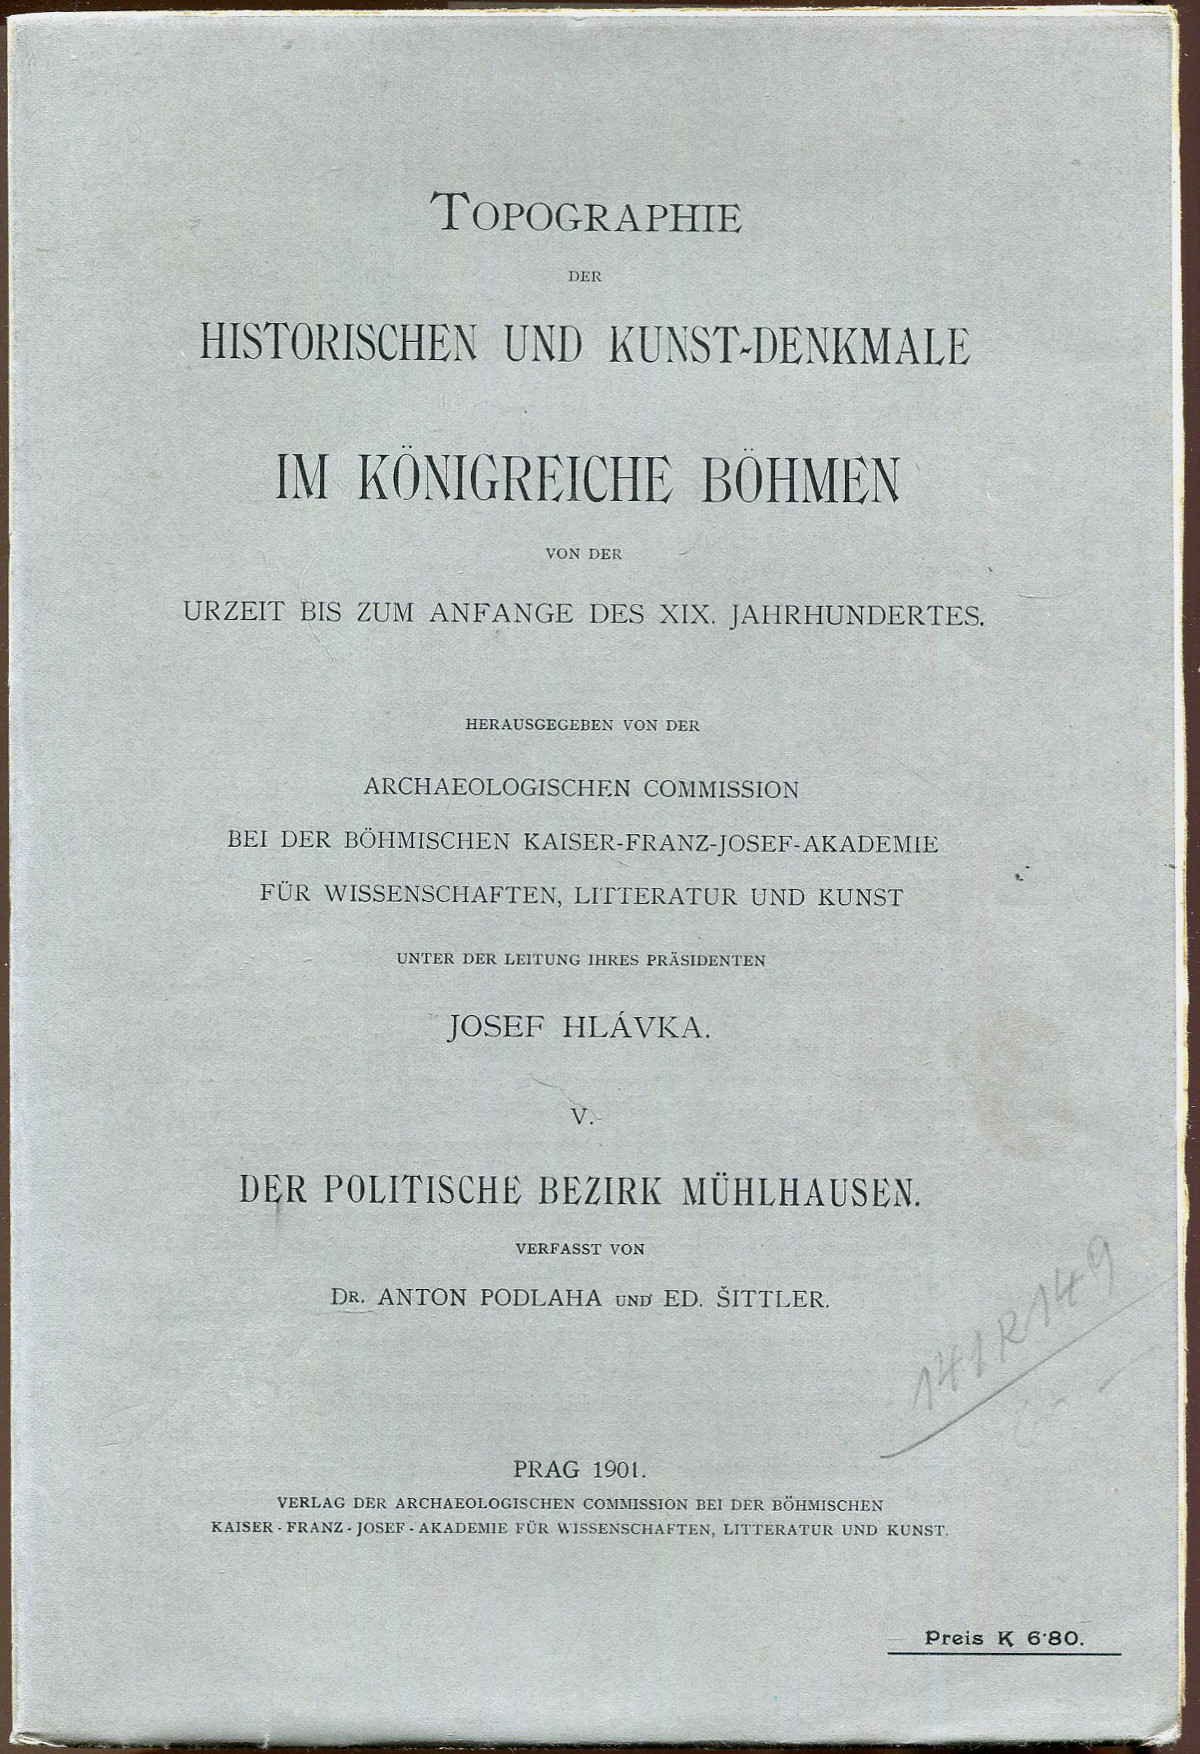 TOPOGRAPHIE
DER
HISTORISCHEN UND KUNST-DENKMALE
IM KÖNIGREICHE BÖHMEN
VON DER
URZEIT BIS ZUM ANFANGE DES XIX. JAHRHUNDERTES.
HERAUSGEGEBEN VON DER
ARCHAEOLOGISCHEN COMMISSION
BEI DER BÖHMISCHEN KAISER-FRANZ-JOSEF-AKADEMIE
FÜR WISSENSCHAFTEN, LITTERATUR UND KUNST
UNTER DER LEITUNG IHRES PRÄSIDENTEN
JOSEF HLÁVKA.
V.
DER POLITISCHE BEZIRK MÜHLHAUSEN.
VERFASST VON
DR. ANTON PODLAHA UND ED. ŠITTLER.
141R149
PRAG 1901.
VERLAG DER ARCHAEOLOGISCHEN COMMISSION BEI DER BÖHMISCHEN
KAISER-FRANZ-JOSEF-AKADEMIE FÜR WISSENSCHAFTEN, LITTERATUR UND KUNST.
Preis K 6·80.